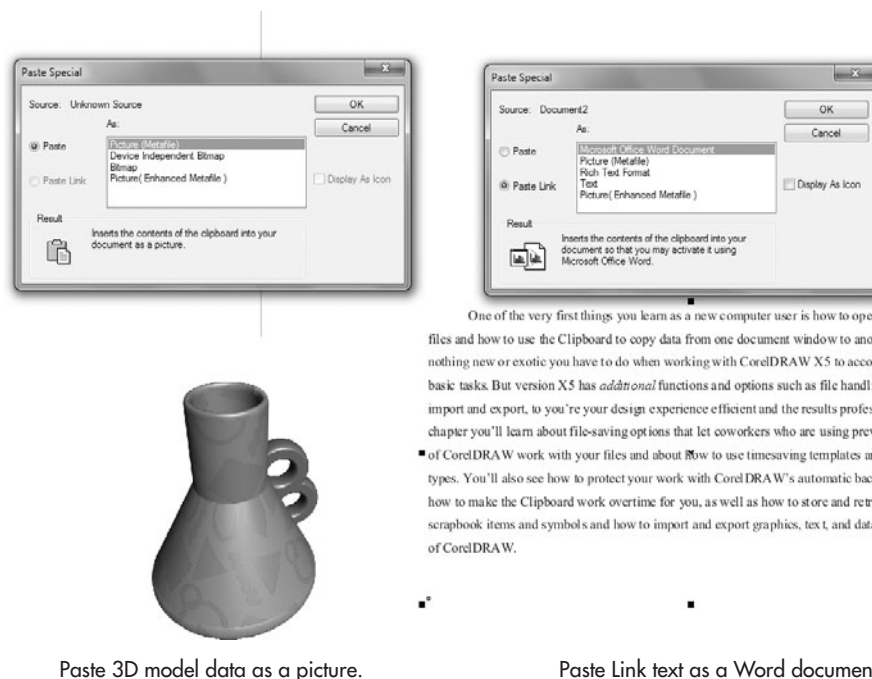 Paste Special
Source: Unknown Source
As:
Paste
Paste Link
Picture (Metafile)
Device Independent Bitmap
Bitmap
Picture( Enhanced Metafile )
OK
Cancel
Display As Icon
Result
Inserts the contents of the clipboard into your
document as a picture.
Paste Special
Source: Document2
As:
Paste
Paste Link
Microsoft Office Word Document
Picture (Metafile)
Rich Text Format
Text
Picture( Enhanced Metafile )
OK
Cancel
Display As Icon
Result
Inserts the contents of the clipboard into your
document so that you may activate it using
Microsoft Office Word.
One of the very first things you learn as a new computer user is how to ope
files and how to use the Clipboard to copy data from one document window to ano
nothing new or exotic you have to do when working with CorelDRAW X5 to acco
basic tasks. But version X5 has additional functions and options such as file handl
import and export, to you're your design experience efficient and the results profes
chapter you'll learn about file-saving options that let coworkers who are using prev
of CorelDRAW work with your files and about how to use timesaving templates a
types. You'll also see how to protect your work with CorelDRAW's automatic bac
how to make the Clipboard work overtime for you, as well as how to store and retr
scrapbook items and symbols and how to import and export graphics, text, and data
of CorelDRAW.
Paste 3D model data as a picture.
Paste Link text as a Word documen